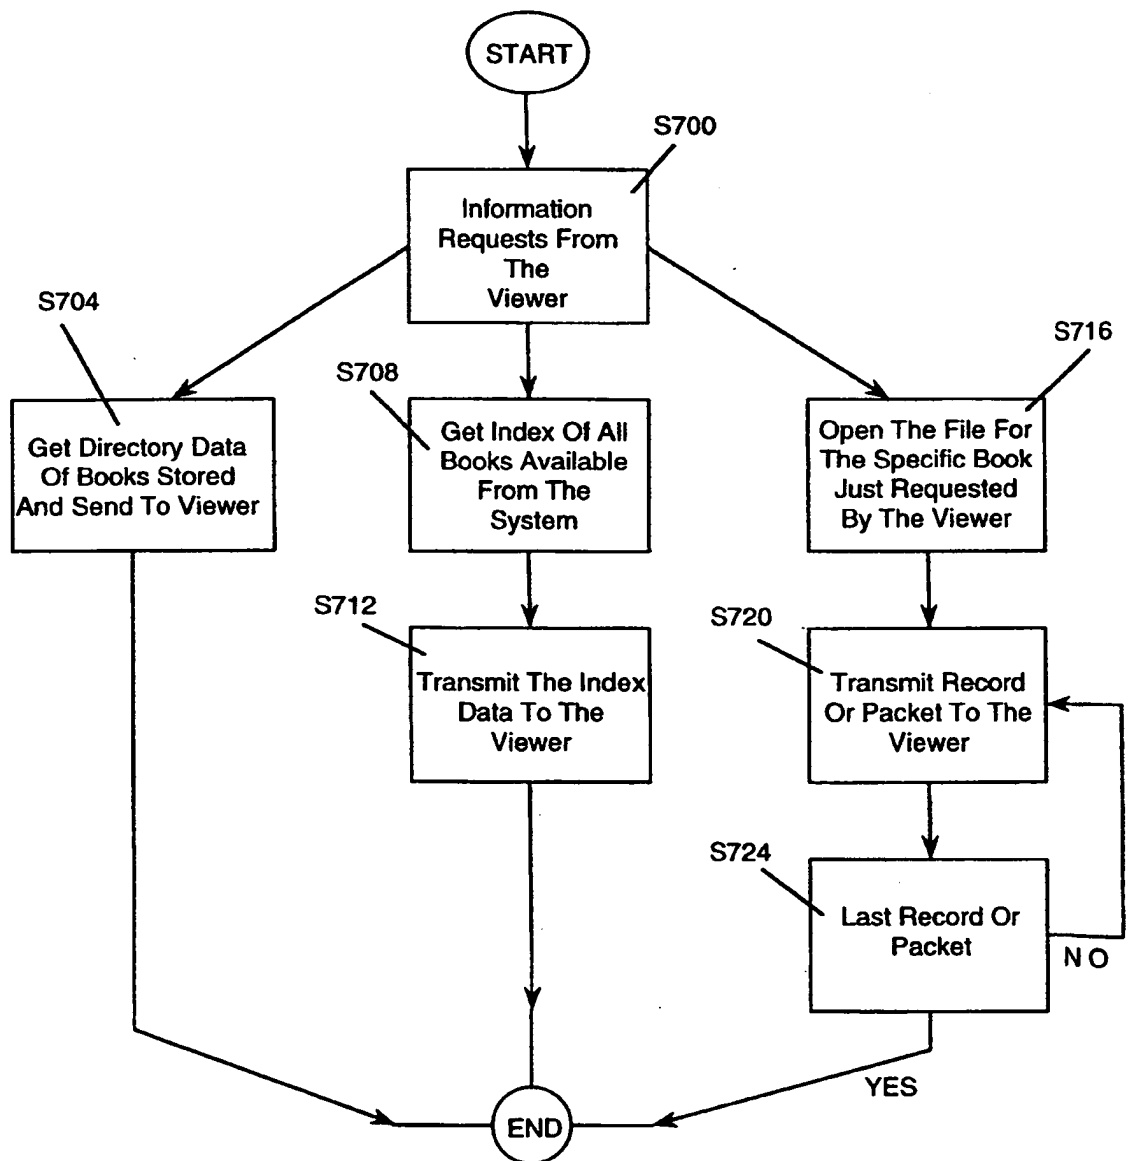 START
S700
Information
Requests From
The
Viewer
S704
Get Directory Data
Of Books Stored
And Send To Viewer
S708
Get Index Of All
Books Available
From The
System
S716
Open The File For
The Specific Book
Just Requested
By The Viewer
S712
Transmit The Index
Data To The
Viewer
S720
Transmit Record
Or Packet To The
Viewer
S724
Last Record Or
Packet
NO
YES
END